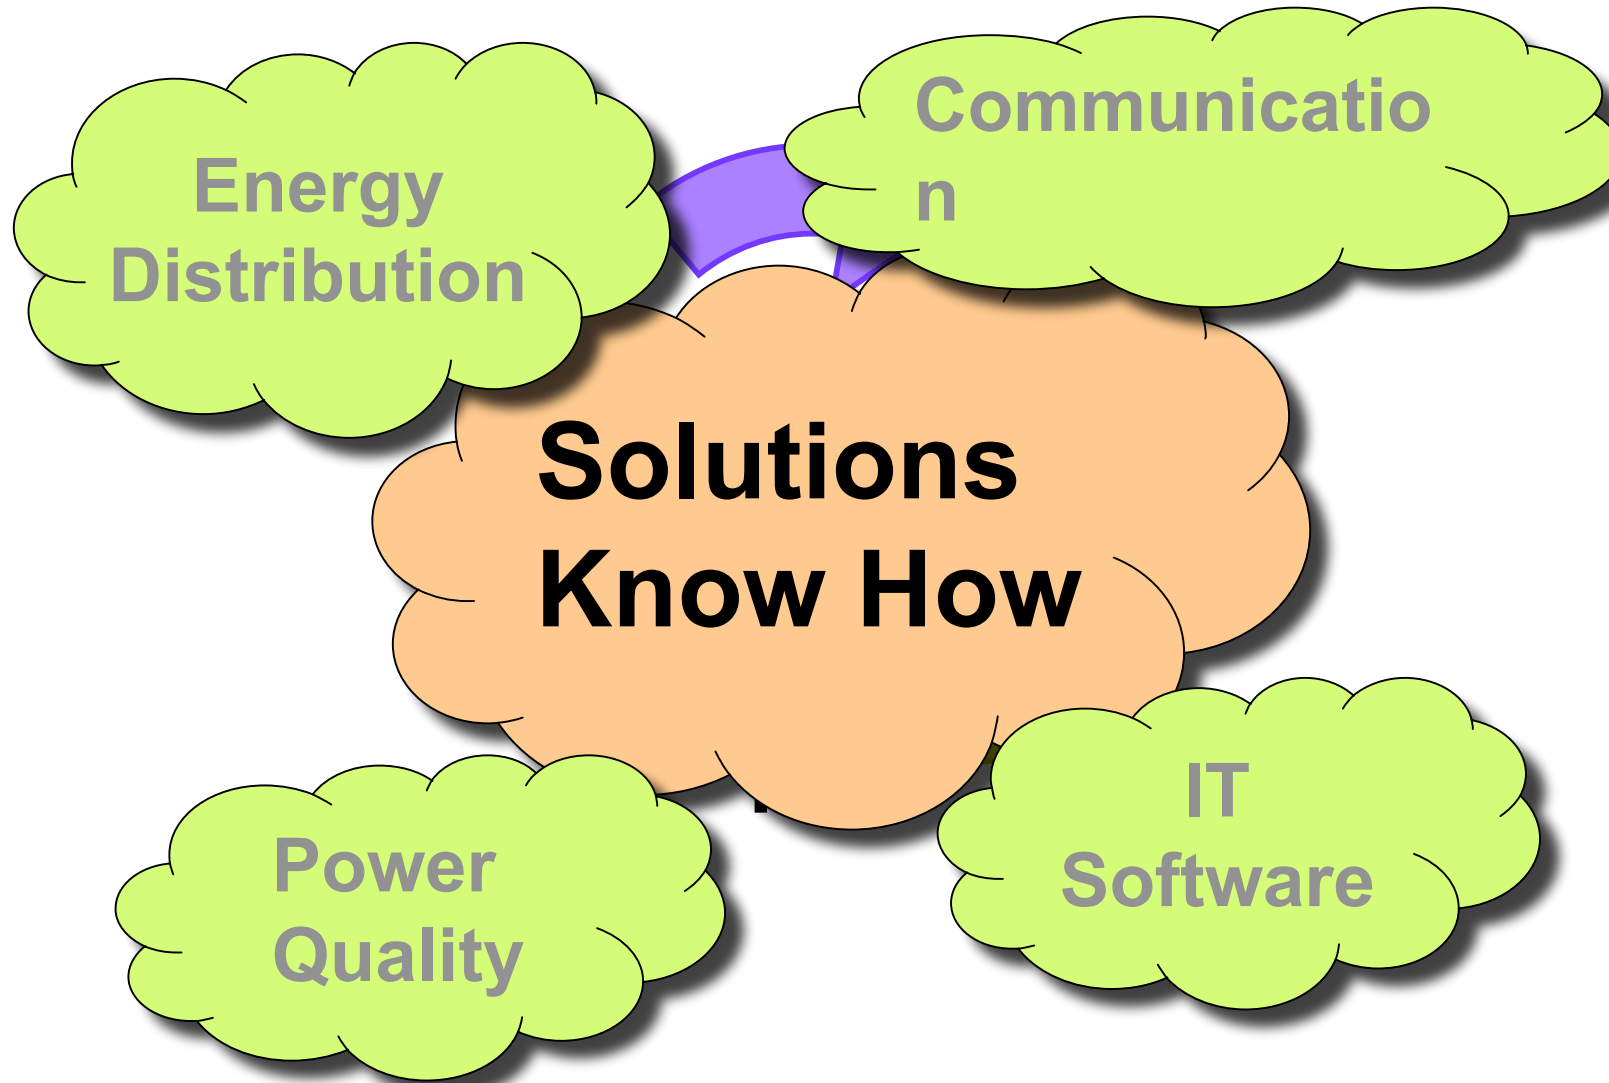 Communicatio
n
Energy
Distribution
Solutions
Know How
IT
Software
Power
Quality